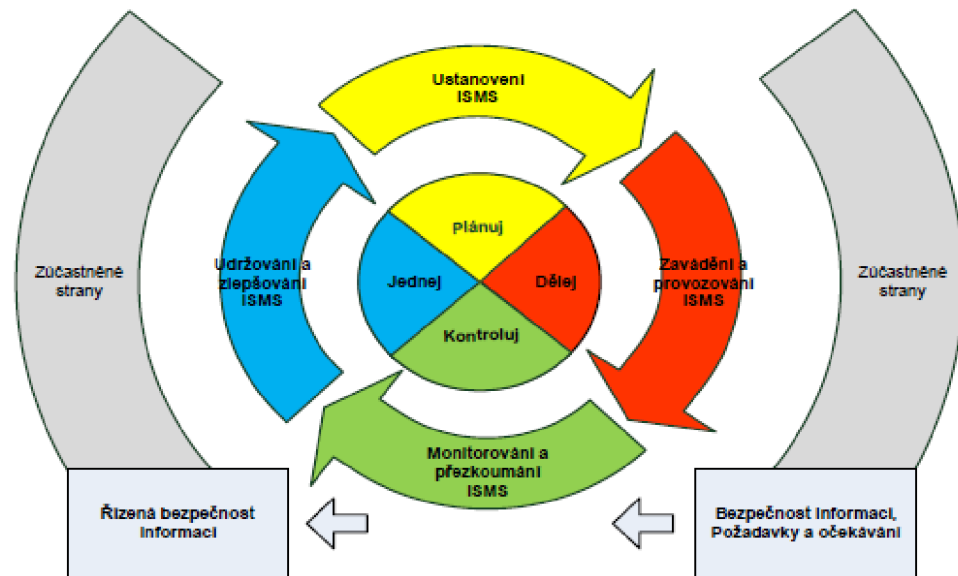 Ustanovení
ISMS
Plánuj
Zúčastněné
strany
Udržování a
zlepšování
ISMS
Jednej
Dělej
Zavádění a
provozování
ISMS
Zúčastněné
strany
Kontroluj
Monitorování a
přezkoumání
ISMS
Řízená bezpečnost
informací
Bezpečnost informací,
Požadavky a očekávání